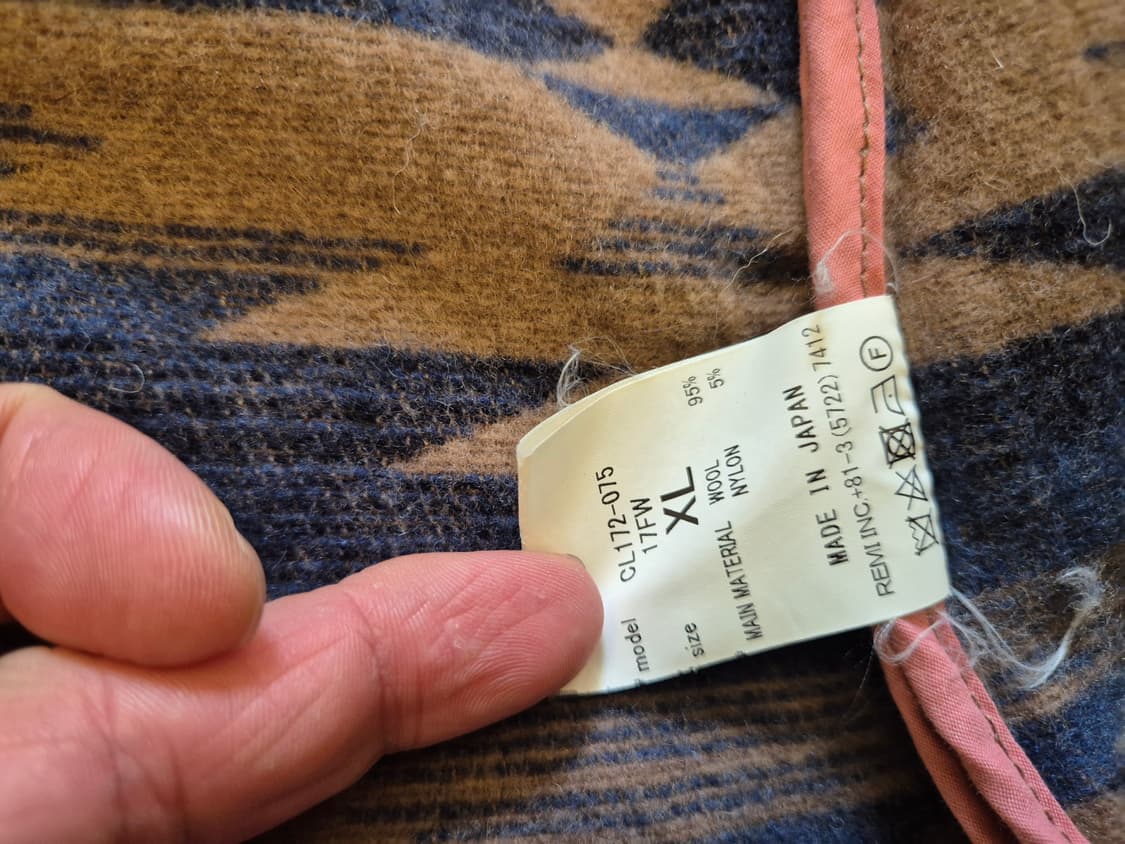 model CL172-075
17FW
size XL
MAIN MATERIAL WOOL 95%
NYLON 5%
MADE IN JAPAN
REMI INC.+81-3(5722)7412
F